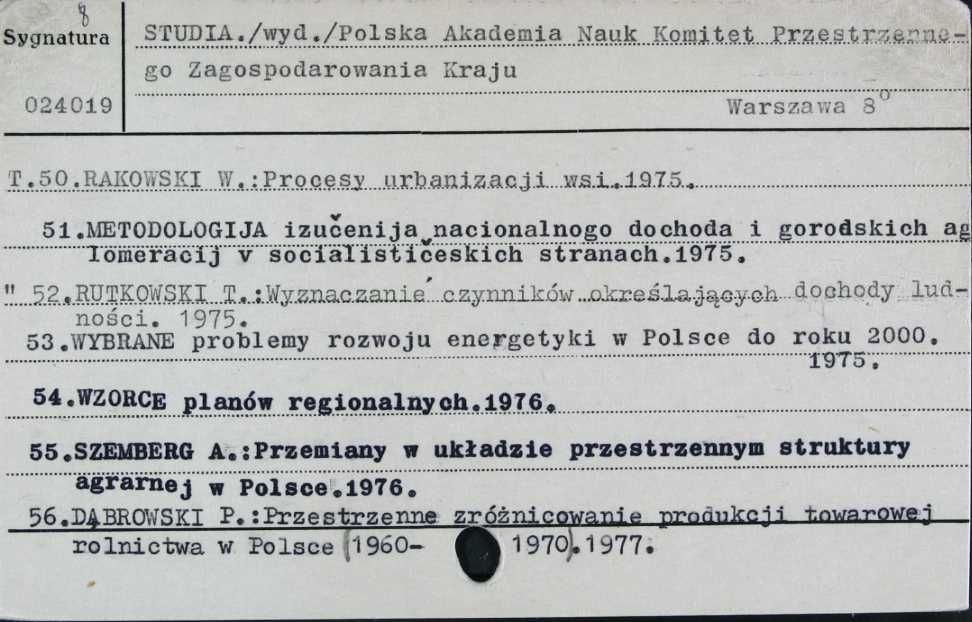 8
Sygnatura
STUDIA./wyd./Polska Akademia Nauk Komitet Przestrzenne-
go Zagospodarowania Kraju
024019
Warszawa 8°
T.50.RAKOWSKI W.:Procesy urbanizacji wsi.1975.
51.METODOLOGIJA izučenija nacionalnogo dochoda i gorodskich ag
lomeracij v socialističeskich stranach.1975.
" 52.RUTKOWSKI T.:Wyznaczanie czynników określających dochody lud-
ności. 1975.
53.WYBRANE problemy rozwoju energetyki w Polsce do roku 2000.
1975.
54.WZORCE planów regionalnych.1976.
55.SZEMBERG A.:Przemiany w układzie przestrzennym struktury
agrarnej w Polsce.1976.
56.DĄBROWSKI P.:Przestrzenne zróżnicowanie produkcji towarowej
rolnictwa w Polsce (1960- 1970).1977.